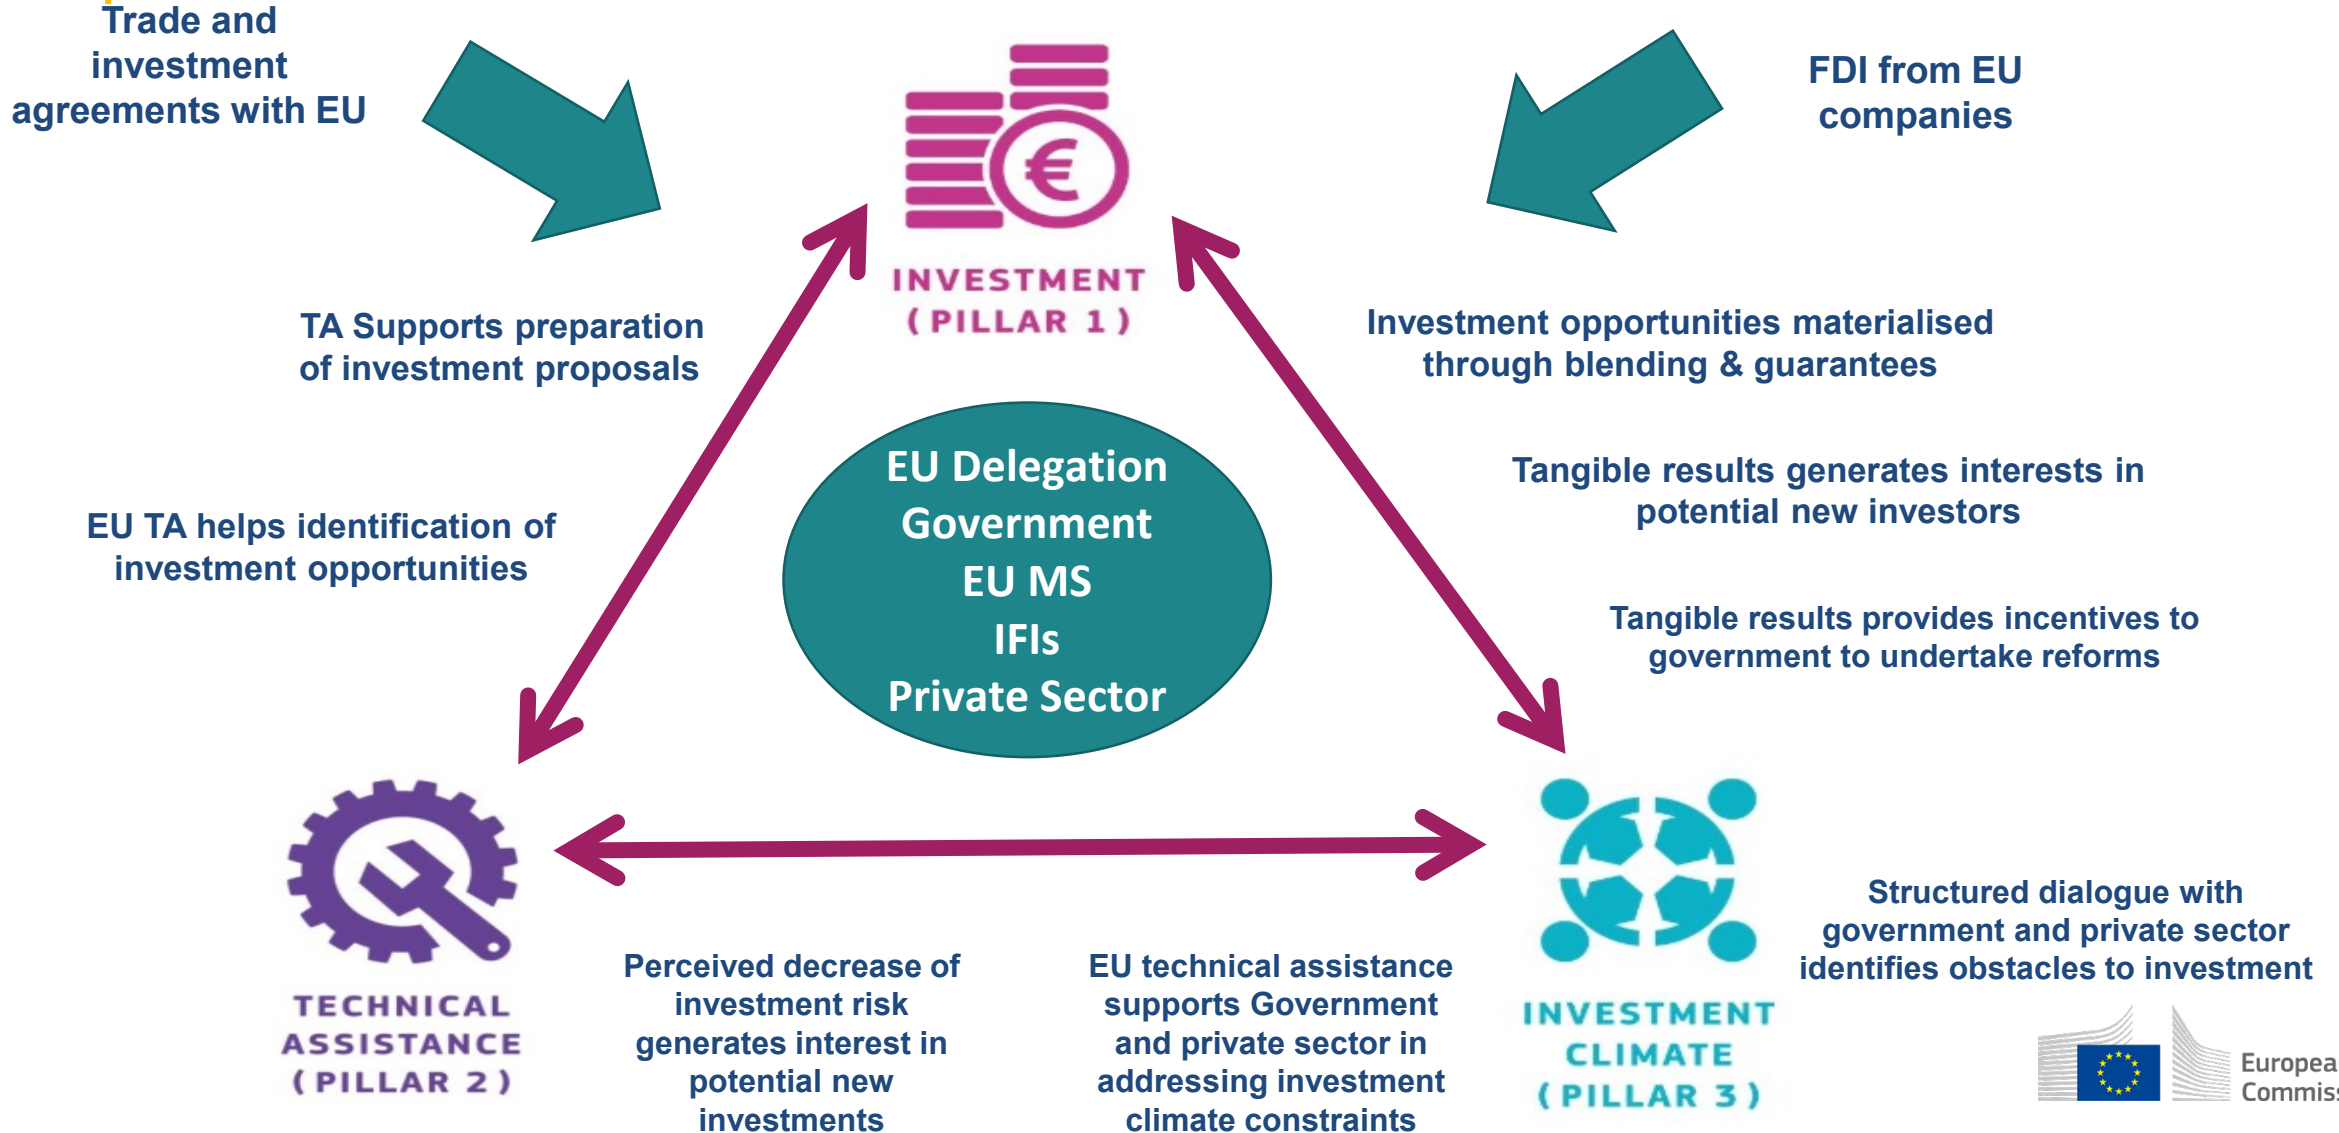 Trade and
investment
agreements with EU
FDI from EU
companies
€
INVESTMENT
(PILLAR 1)
TA Supports preparation
of investment proposals
Investment opportunities materialised
through blending & guarantees
EU Delegation
Government
EU MS
IFIs
Private Sector
EU TA helps identification of
investment opportunities
Tangible results generates interests in
potential new investors
Tangible results provides incentives to
government to undertake reforms
TECHNICAL
ASSISTANCE
(PILLAR 2)
Perceived decrease of
investment risk
generates interest in
potential new
investments
EU technical assistance
supports Government
and private sector in
addressing investment
climate constraints
INVESTMENT
CLIMATE
(PILLAR 3)
Structured dialogue with
government and private sector
identifies obstacles to investment
Europea
Commiss